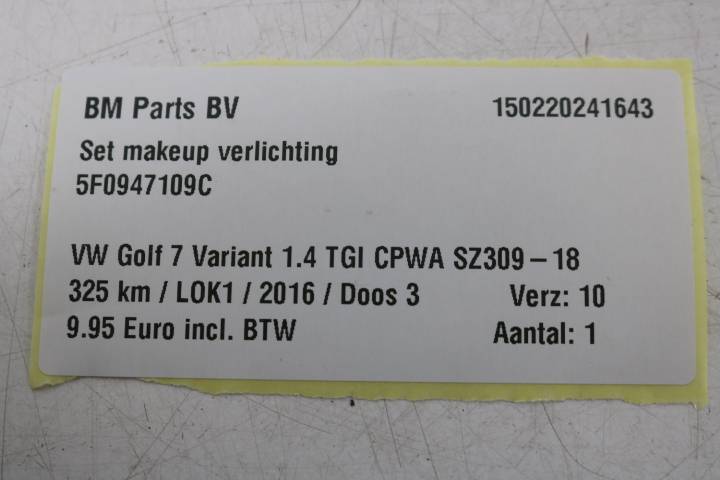 BM Parts BV 150220241643
Set makeup verlichting
5F0947109C
VW Golf 7 Variant 1.4 TGI CPWA SZ309-18
325 km / LOK1 / 2016 / Doos 3 Verz: 10
9.95 Euro incl. BTW Aantal: 1